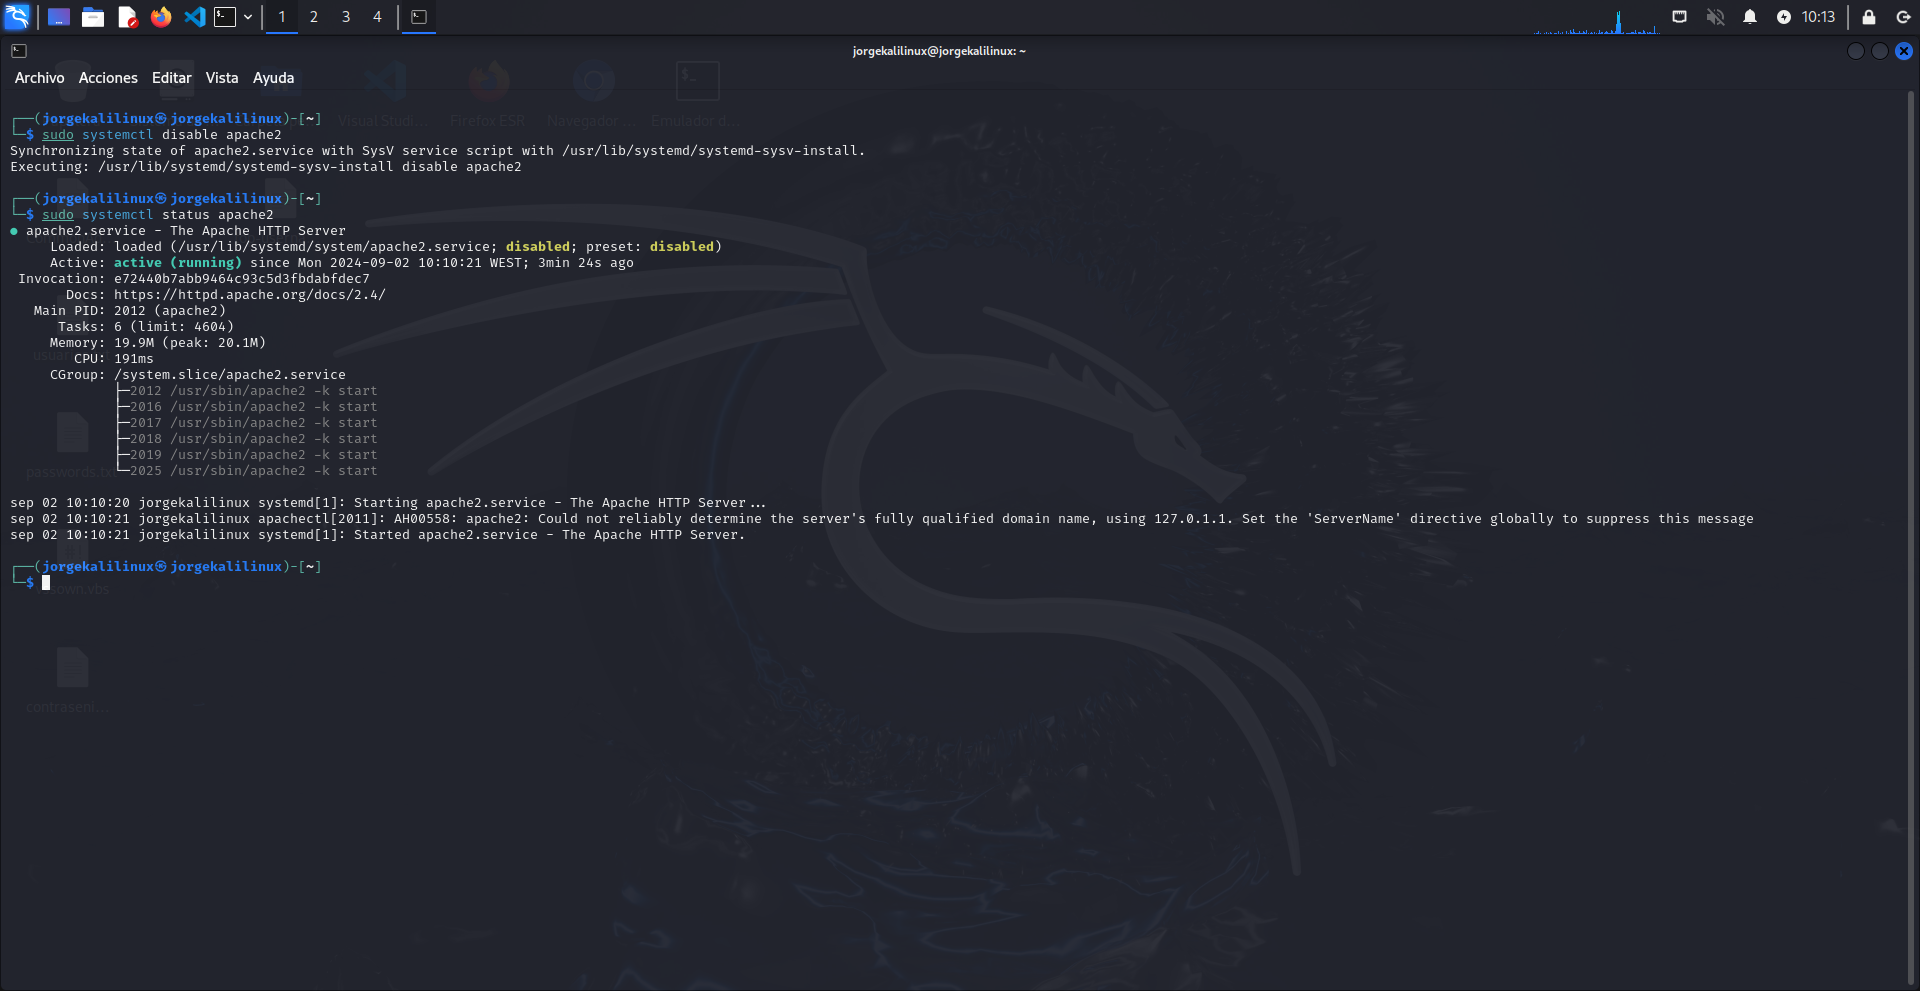 1 2 3 4 10:13
jorgekalilinux@jorgekalilinux: ~
Archivo Acciones Editar Vista Ayuda
Visual Studi... Firefox ESR Navegador ... Emulador d...
┌──(jorgekalilinux㉿jorgekalilinux)-[~]
└─$ sudo systemctl disable apache2
Synchronizing state of apache2.service with SysV service script with /usr/lib/systemd/systemd-sysv-install.
Executing: /usr/lib/systemd/systemd-sysv-install disable apache2
┌──(jorgekalilinux㉿jorgekalilinux)-[~]
└─$ sudo systemctl status apache2
● apache2.service - The Apache HTTP Server
Loaded: loaded (/usr/lib/systemd/system/apache2.service; disabled; preset: disabled)
Active: active (running) since Mon 2024-09-02 10:10:21 WEST; 3min 24s ago
Invocation: e72440b7abb9464c93c5d3fbdabfdec7
Docs: https://httpd.apache.org/docs/2.4/
Main PID: 2012 (apache2)
Tasks: 6 (limit: 4604)
Memory: 19.9M (peak: 20.1M)
CPU: 191ms
CGroup: /system.slice/apache2.service
├─2012 /usr/sbin/apache2 -k start
├─2016 /usr/sbin/apache2 -k start
├─2017 /usr/sbin/apache2 -k start
├─2018 /usr/sbin/apache2 -k start
├─2019 /usr/sbin/apache2 -k start
└─2025 /usr/sbin/apache2 -k start
passwords.txt
sep 02 10:10:20 jorgekalilinux systemd[1]: Starting apache2.service - The Apache HTTP Server...
sep 02 10:10:21 jorgekalilinux apachectl[2011]: AH00558: apache2: Could not reliably determine the server's fully qualified domain name, using 127.0.1.1. Set the 'ServerName' directive globally to suppress this message
sep 02 10:10:21 jorgekalilinux systemd[1]: Started apache2.service - The Apache HTTP Server.
┌──(jorgekalilinux㉿jorgekalilinux)-[~]
└─$
contraseni...